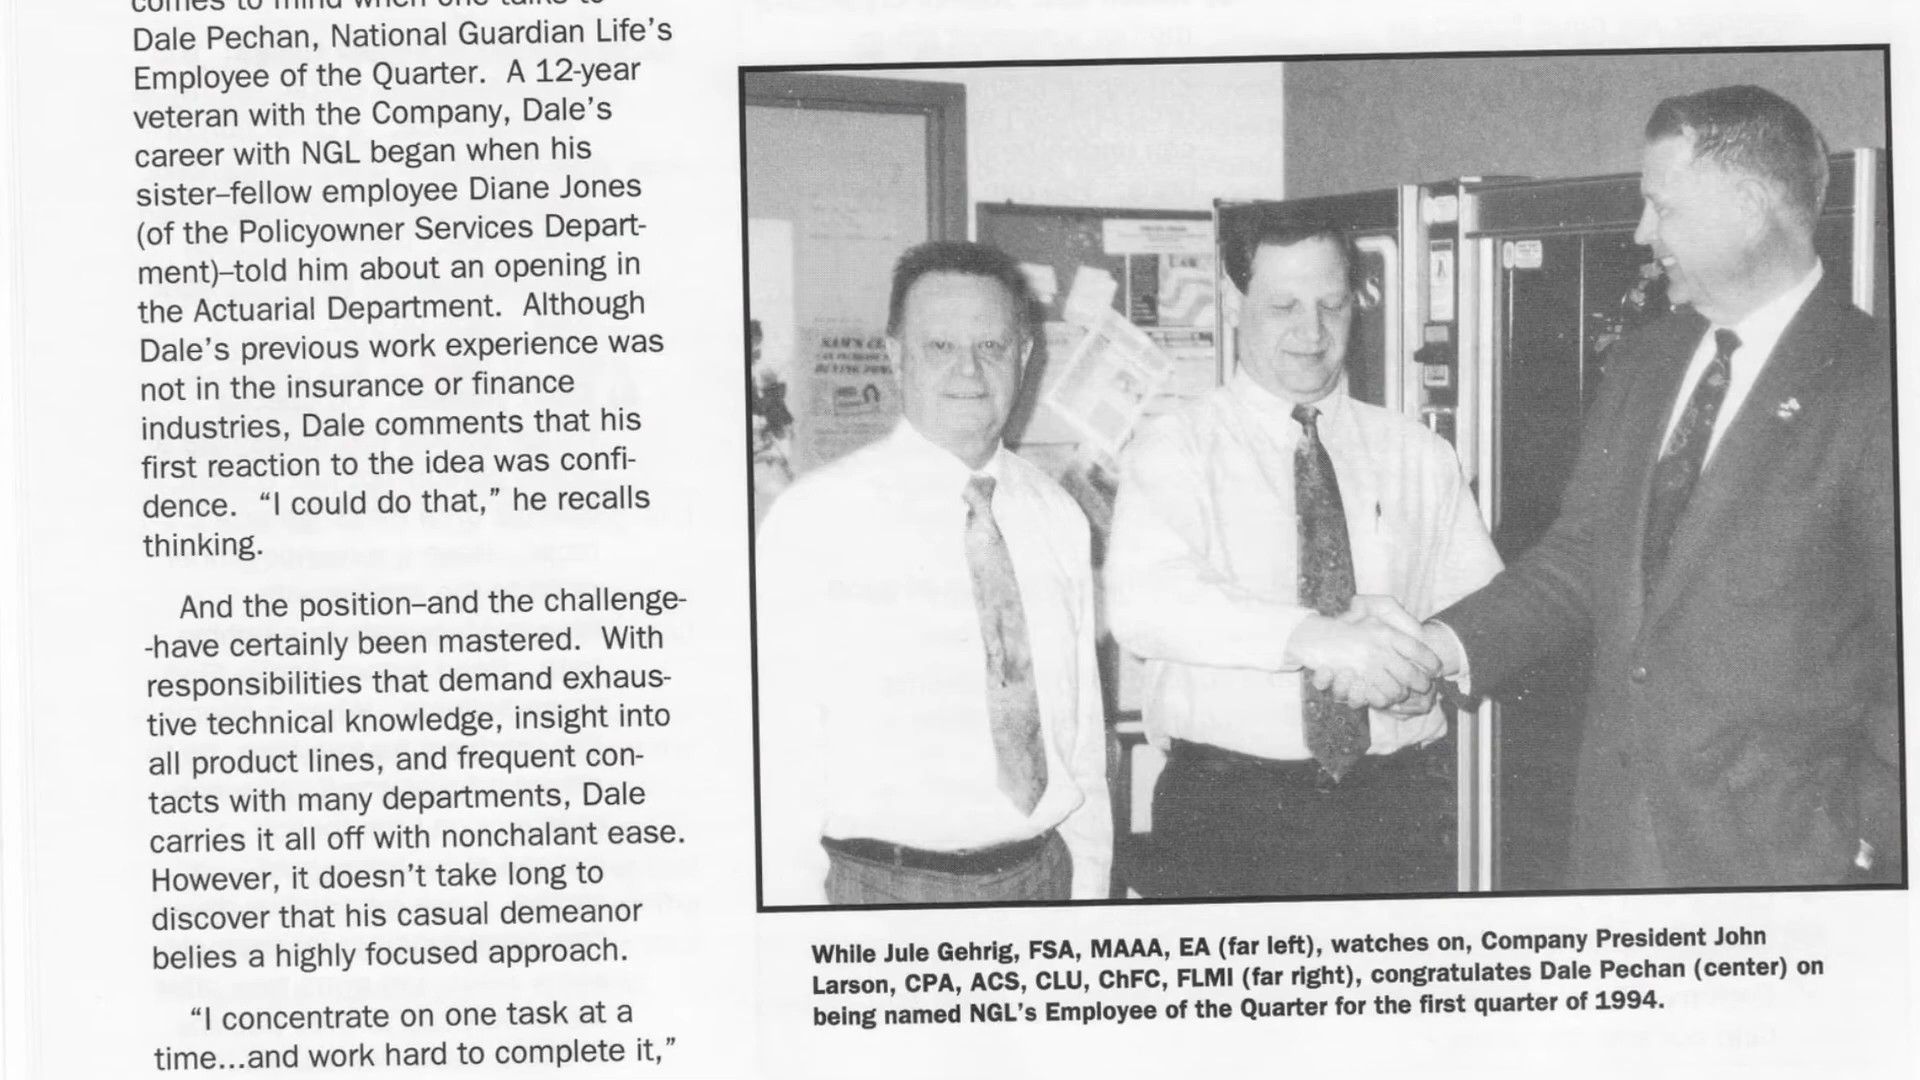 comes to mind when one talks to
Dale Pechan, National Guardian Life's
Employee of the Quarter. A 12-year
veteran with the Company, Dale's
career with NGL began when his
sister–fellow employee Diane Jones
(of the Policyowner Services Depart-
ment)–told him about an opening in
the Actuarial Department. Although
Dale's previous work experience was
not in the insurance or finance
industries, Dale comments that his
first reaction to the idea was confi-
dence. “I could do that,” he recalls
thinking.
And the position–and the challenge-
-have certainly been mastered. With
responsibilities that demand exhaus-
tive technical knowledge, insight into
all product lines, and frequent con-
tacts with many departments, Dale
carries it all off with nonchalant ease.
However, it doesn't take long to
discover that his casual demeanor
belies a highly focused approach.
“I concentrate on one task at a
time...and work hard to complete it,”
While Jule Gehrig, FSA, MAAA, EA (far left), watches on, Company President John
Larson, CPA, ACS, CLU, ChFC, FLMI (far right), congratulates Dale Pechan (center) on
being named NGL's Employee of the Quarter for the first quarter of 1994.